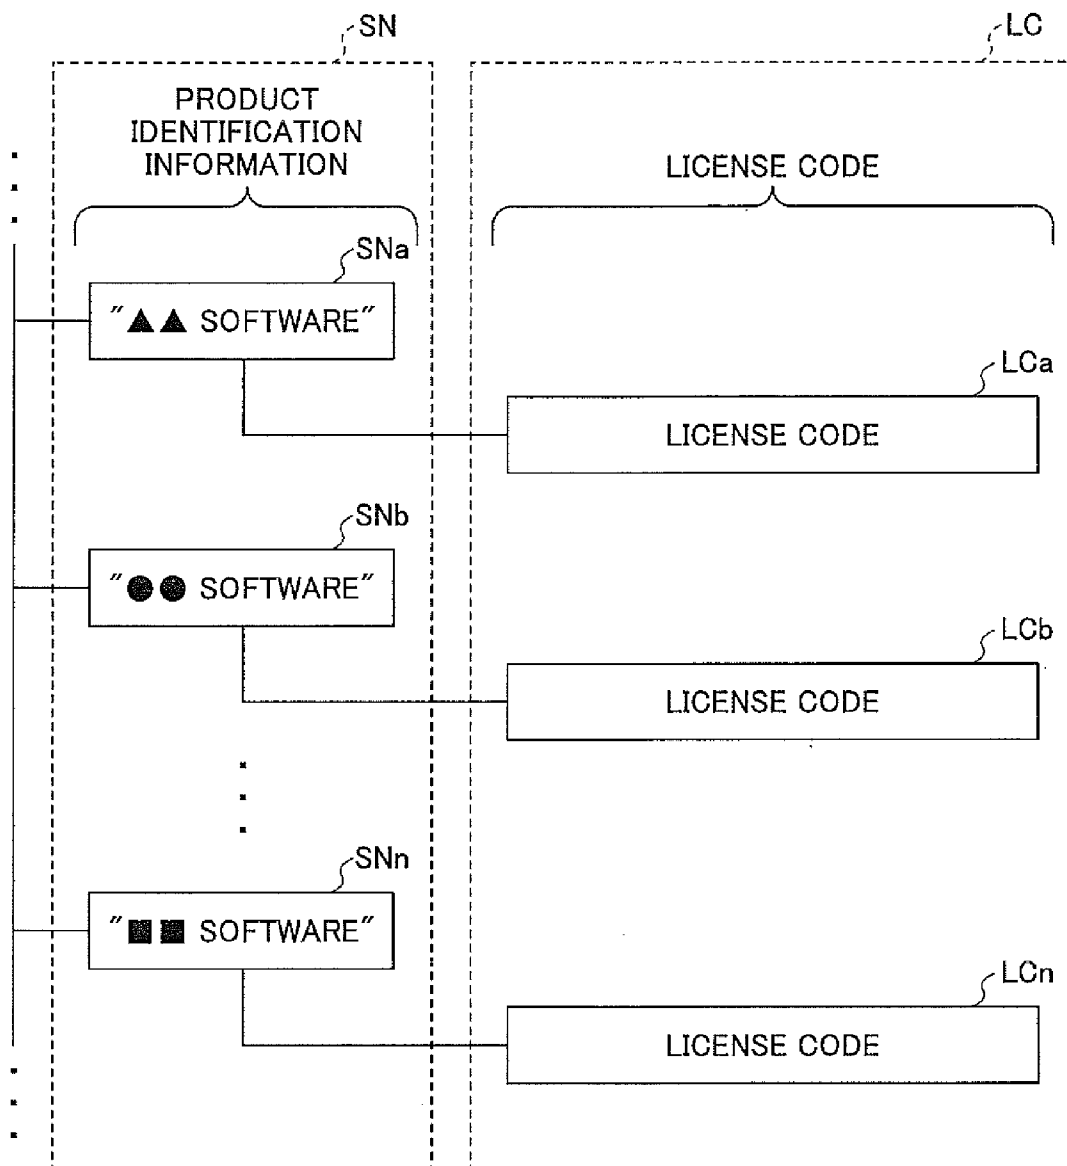 SN
LC
PRODUCT
IDENTIFICATION
INFORMATION
LICENSE CODE
SNa
"▲▲ SOFTWARE"
LCa
LICENSE CODE
SNb
"●● SOFTWARE"
LCb
LICENSE CODE
SNn
"■■ SOFTWARE"
LCn
LICENSE CODE